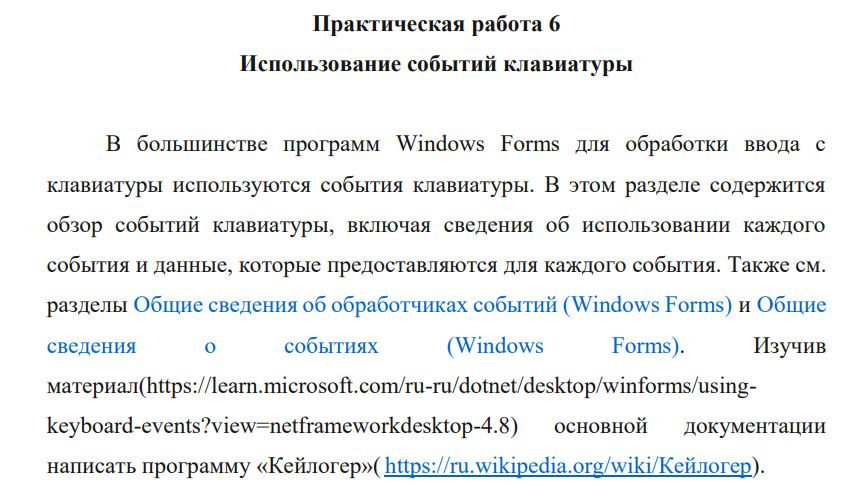 Практическая работа 6
Использование событий клавиатуры
В большинстве программ Windows Forms для обработки ввода с
клавиатуры используются события клавиатуры. В этом разделе содержится
обзор событий клавиатуры, включая сведения об использовании каждого
события и данные, которые предоставляются для каждого события. Также см.
разделы Общие сведения об обработчиках событий (Windows Forms) и Общие
сведения о событиях (Windows Forms). Изучив
материал(https://learn.microsoft.com/ru-ru/dotnet/desktop/winforms/using-
keyboard-events?view=netframeworkdesktop-4.8) основной документации
написать программу «Кейлогер»( https://ru.wikipedia.org/wiki/Кейлогер).